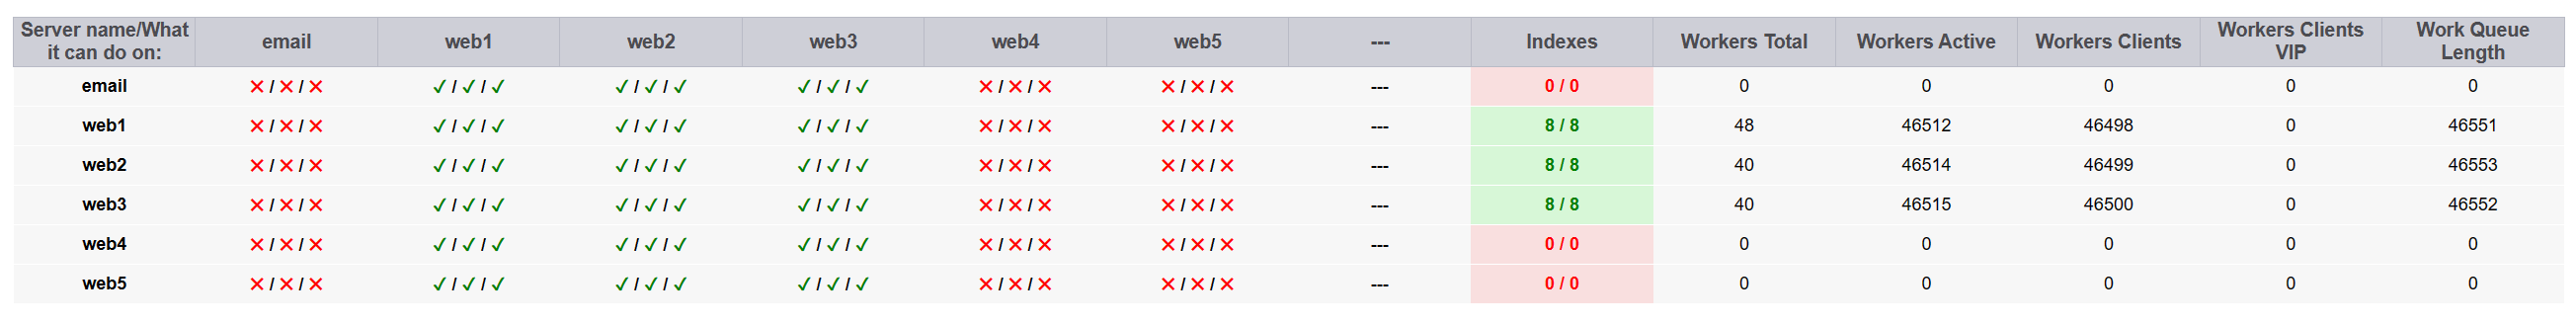 Server name/What it can do on: email web1 web2 web3 web4 web5 --- Indexes Workers Total Workers Active Workers Clients Workers Clients VIP Work Queue Length
email ✕ / ✕ / ✕ ✓ / ✓ / ✓ ✓ / ✓ / ✓ ✓ / ✓ / ✓ ✕ / ✕ / ✕ ✕ / ✕ / ✕ --- 0 / 0 0 0 0 0 0
web1 ✕ / ✕ / ✕ ✓ / ✓ / ✓ ✓ / ✓ / ✓ ✓ / ✓ / ✓ ✕ / ✕ / ✕ ✕ / ✕ / ✕ --- 8 / 8 48 46512 46498 0 46551
web2 ✕ / ✕ / ✕ ✓ / ✓ / ✓ ✓ / ✓ / ✓ ✓ / ✓ / ✓ ✕ / ✕ / ✕ ✕ / ✕ / ✕ --- 8 / 8 40 46514 46499 0 46553
web3 ✕ / ✕ / ✕ ✓ / ✓ / ✓ ✓ / ✓ / ✓ ✓ / ✓ / ✓ ✕ / ✕ / ✕ ✕ / ✕ / ✕ --- 8 / 8 40 46515 46500 0 46552
web4 ✕ / ✕ / ✕ ✓ / ✓ / ✓ ✓ / ✓ / ✓ ✓ / ✓ / ✓ ✕ / ✕ / ✕ ✕ / ✕ / ✕ --- 0 / 0 0 0 0 0 0
web5 ✕ / ✕ / ✕ ✓ / ✓ / ✓ ✓ / ✓ / ✓ ✓ / ✓ / ✓ ✕ / ✕ / ✕ ✕ / ✕ / ✕ --- 0 / 0 0 0 0 0 0